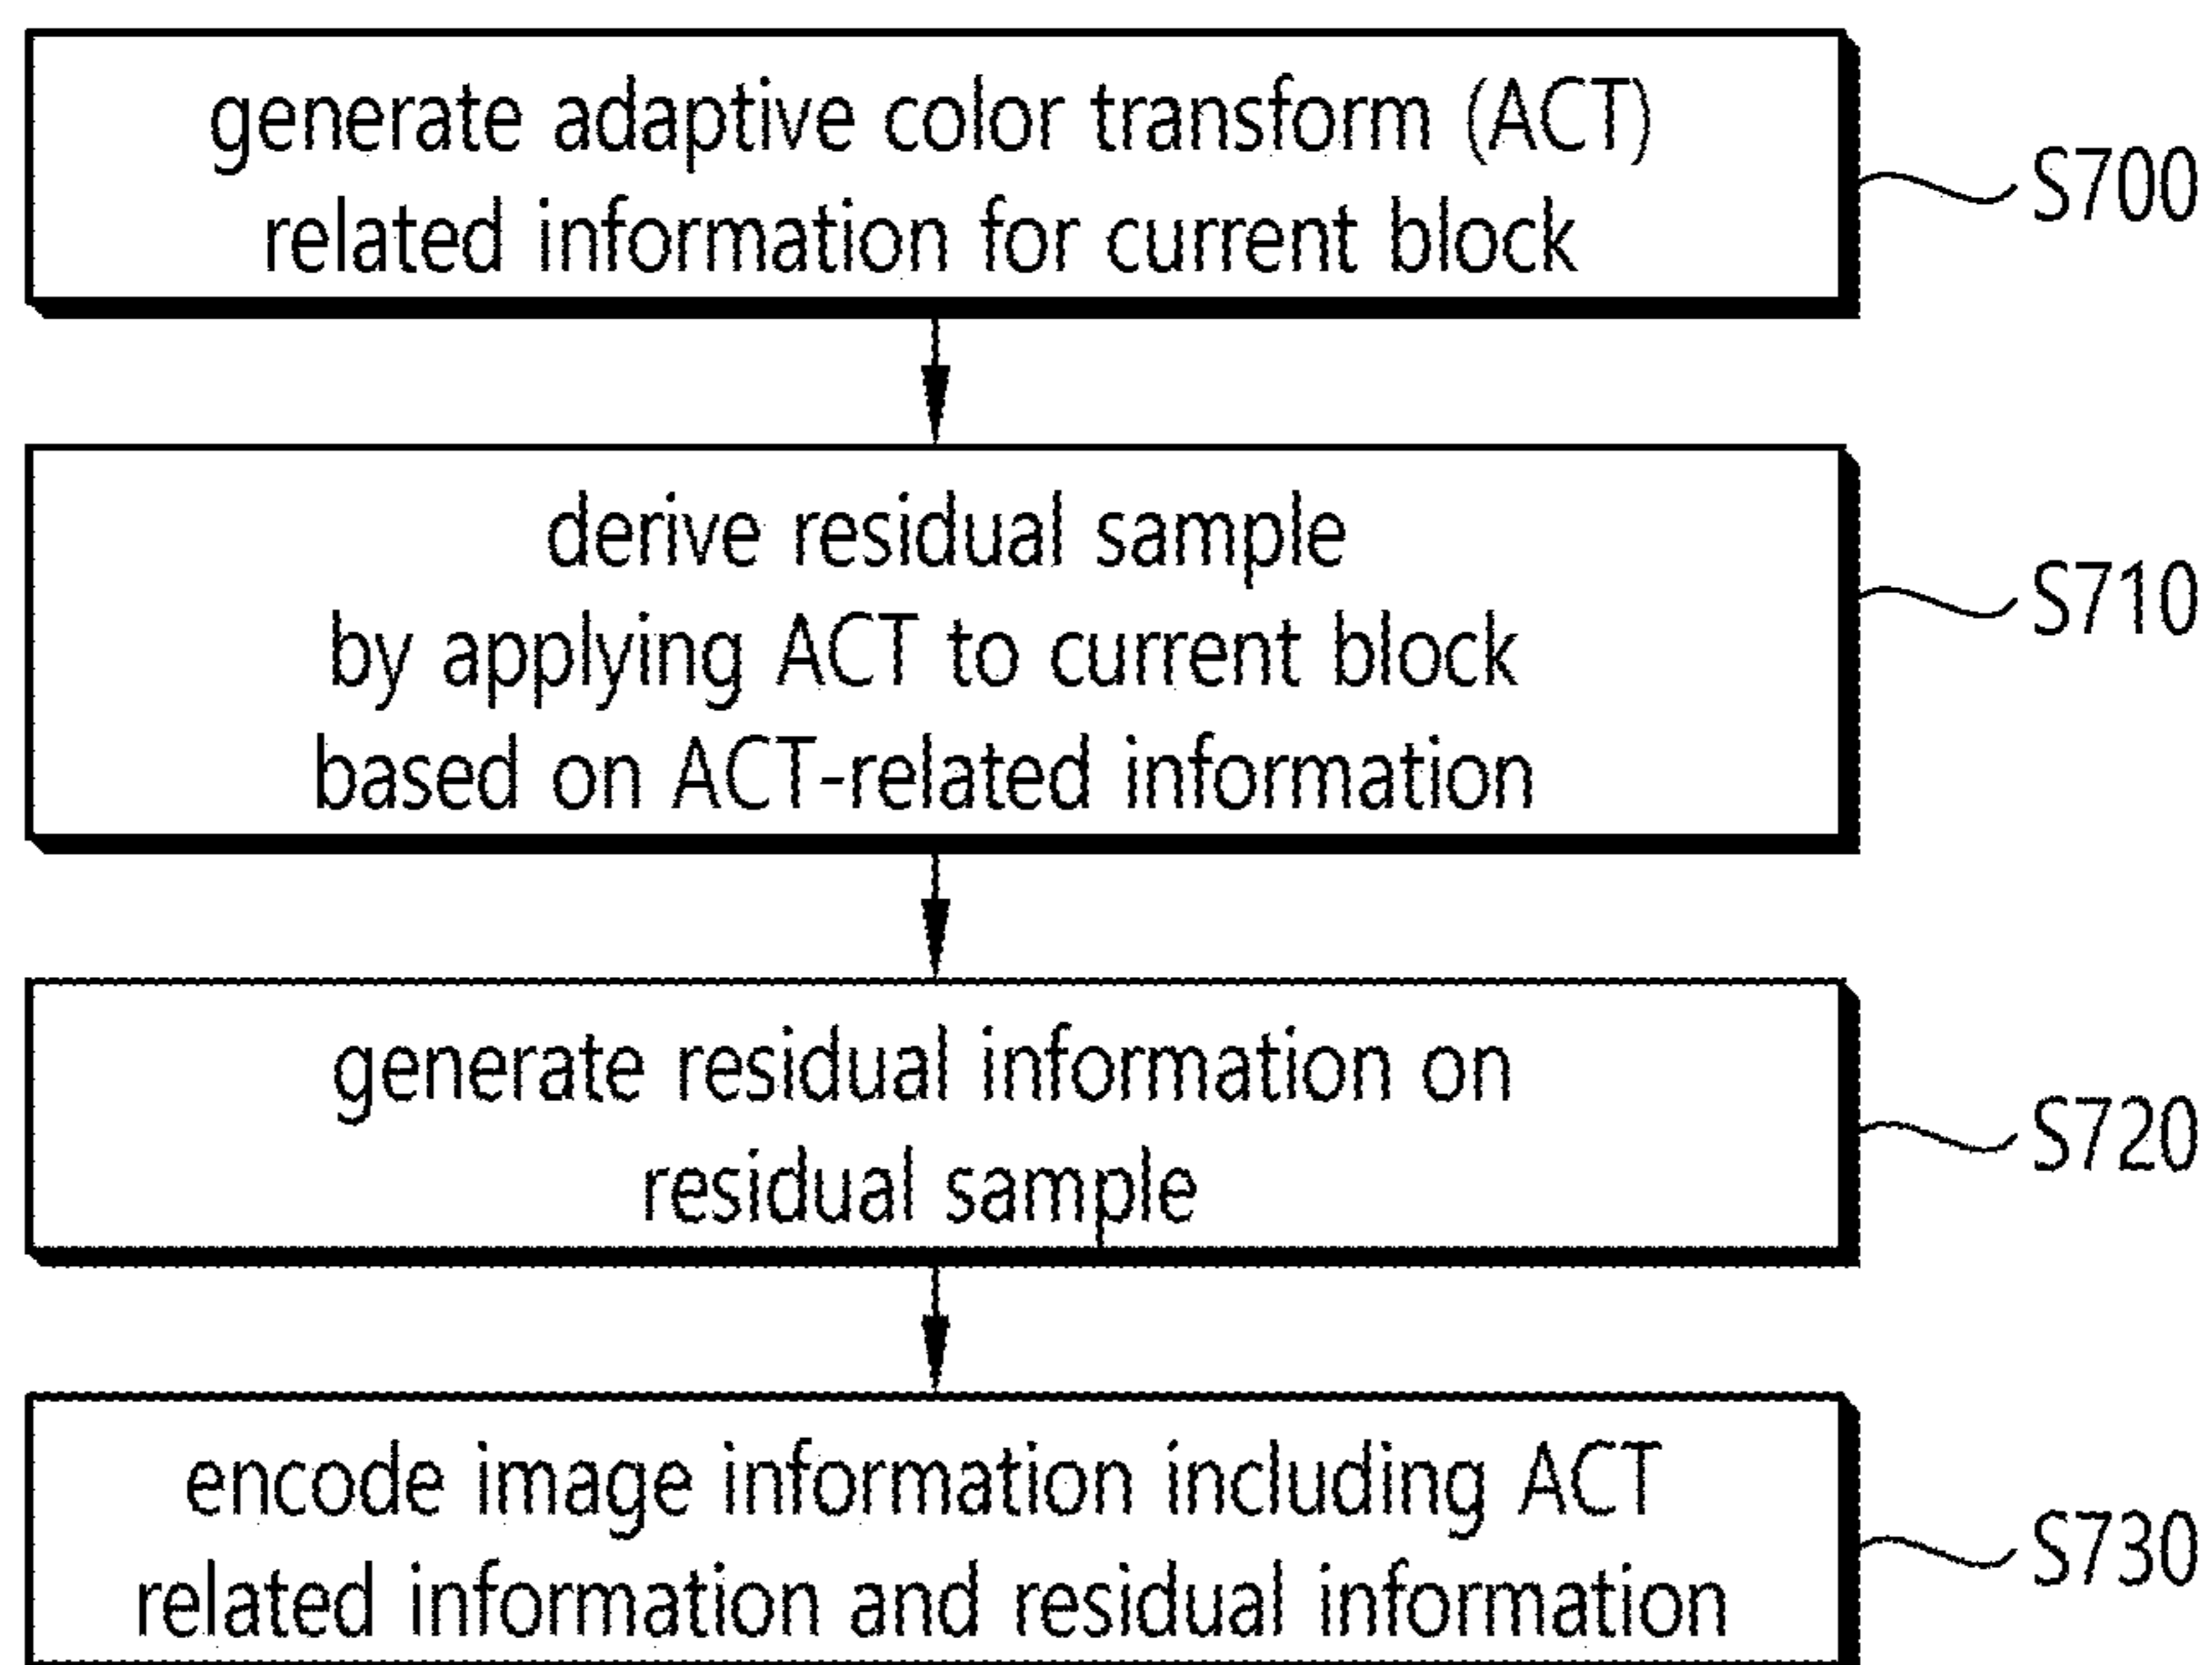 generate adaptive color transform (ACT)
related information for current block
S700
derive residual sample
by applying ACT to current block
based on ACT-related information
S710
generate residual information on
residual sample
S720
encode image information including ACT
related information and residual information
S730